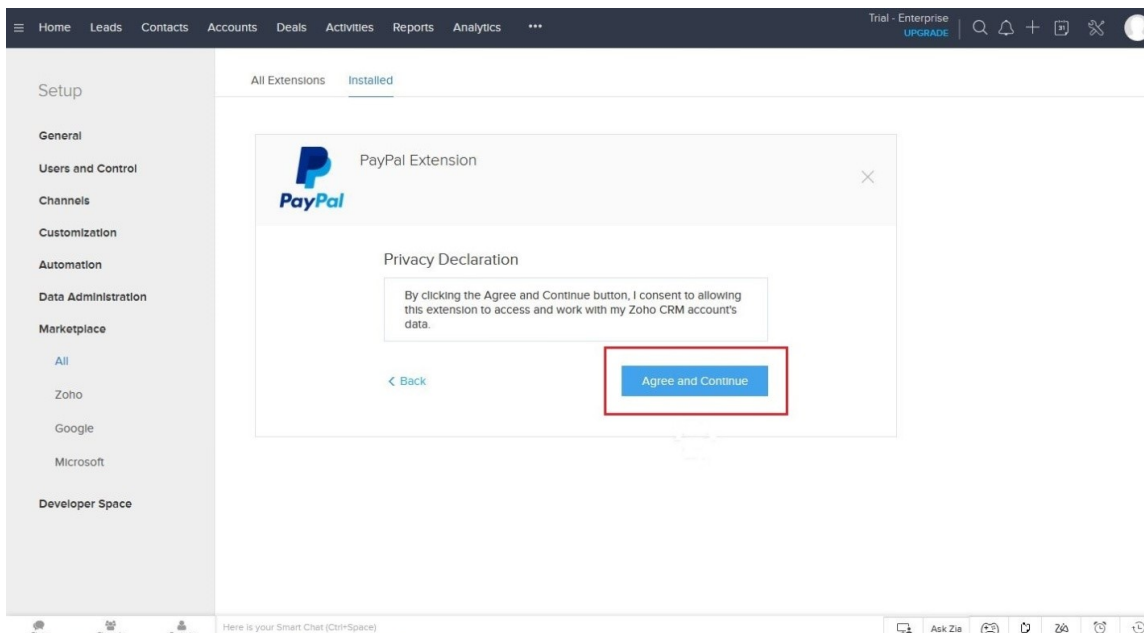 Home Leads Contacts Accounts Deals Activities Reports Analytics •••
Trial - Enterprise
UPGRADE
31
Setup
All Extensions Installed
General
Users and Control
Channels
Customization
Automation
Data Administration
Marketplace
All
Zoho
Google
Microsoft
Developer Space
PayPal
PayPal Extension
Privacy Declaration
By clicking the Agree and Continue button, I consent to allowing
this extension to access and work with my Zoho CRM account's
data.
Back
Agree and Continue
Here is your Smart Chat (Ctrl+Space)
Ask Zia